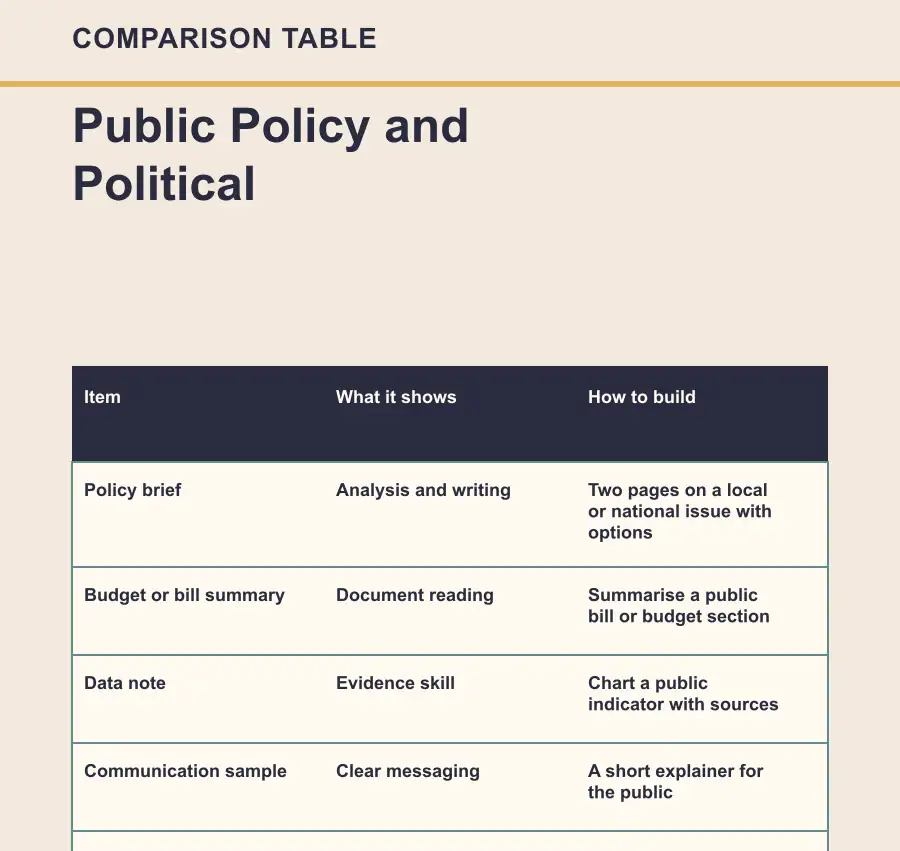 COMPARISON TABLE
Public Policy and
Political
Item
What it shows
How to build
Policy brief
Analysis and writing
Two pages on a local
or national issue with
options
Budget or bill summary
Document reading
Summarise a public
bill or budget section
Data note
Evidence skill
Chart a public
indicator with sources
Communication sample
Clear messaging
A short explainer for
the public